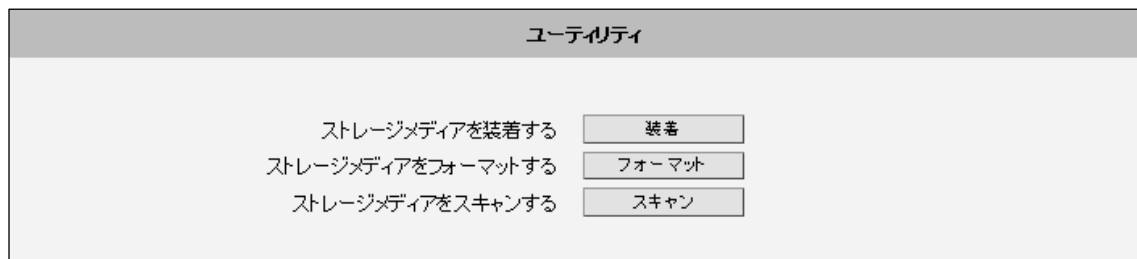 ユーティリティ
ストレージメディアを装着する 装着
ストレージメディアをフォーマットする フォーマット
ストレージメディアをスキャンする スキャン